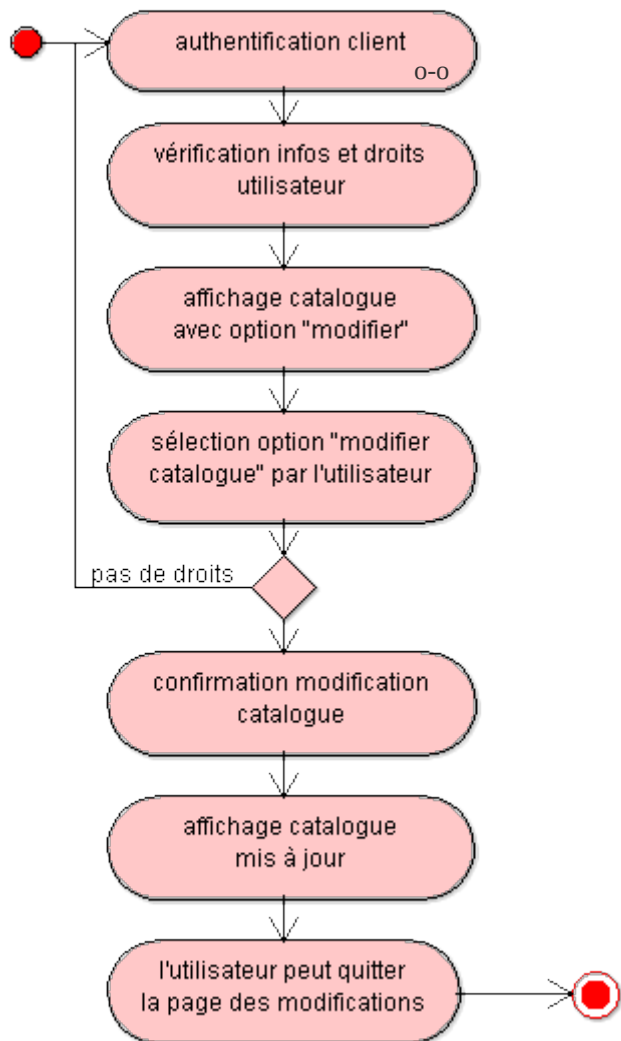 authentification client
o-o
vérification infos et droits
utilisateur
affichage catalogue
avec option "modifier"
sélection option "modifier
catalogue" par l'utilisateur
pas de droits
confirmation modification
catalogue
affichage catalogue
mis à jour
l'utilisateur peut quitter
la page des modifications